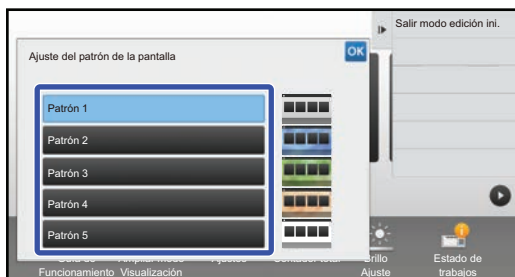 Salir modo edición ini.
Ajuste del patrón de la pantalla
OK
Patrón 1
Patrón 2
Patrón 3
Patrón 4
Patrón 5
Funcionamiento
Visualización
Ajuste
Estado de
trabajos